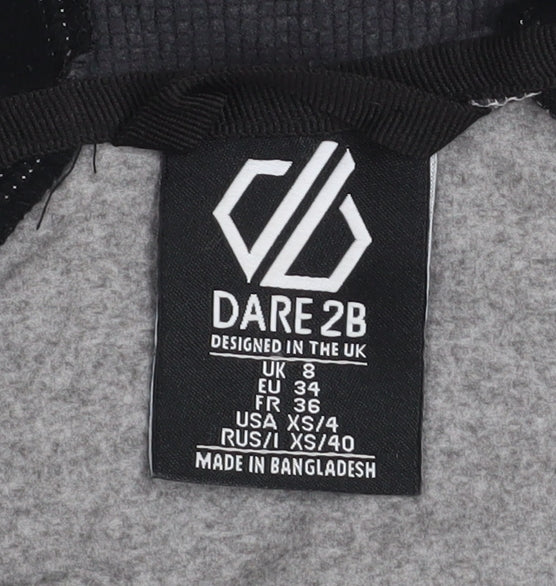 DARE 2B
DESIGNED IN THE UK
UK 8
EU 34
FR 36
USA XS/4
RUS/I XS/40
MADE IN BANGLADESH